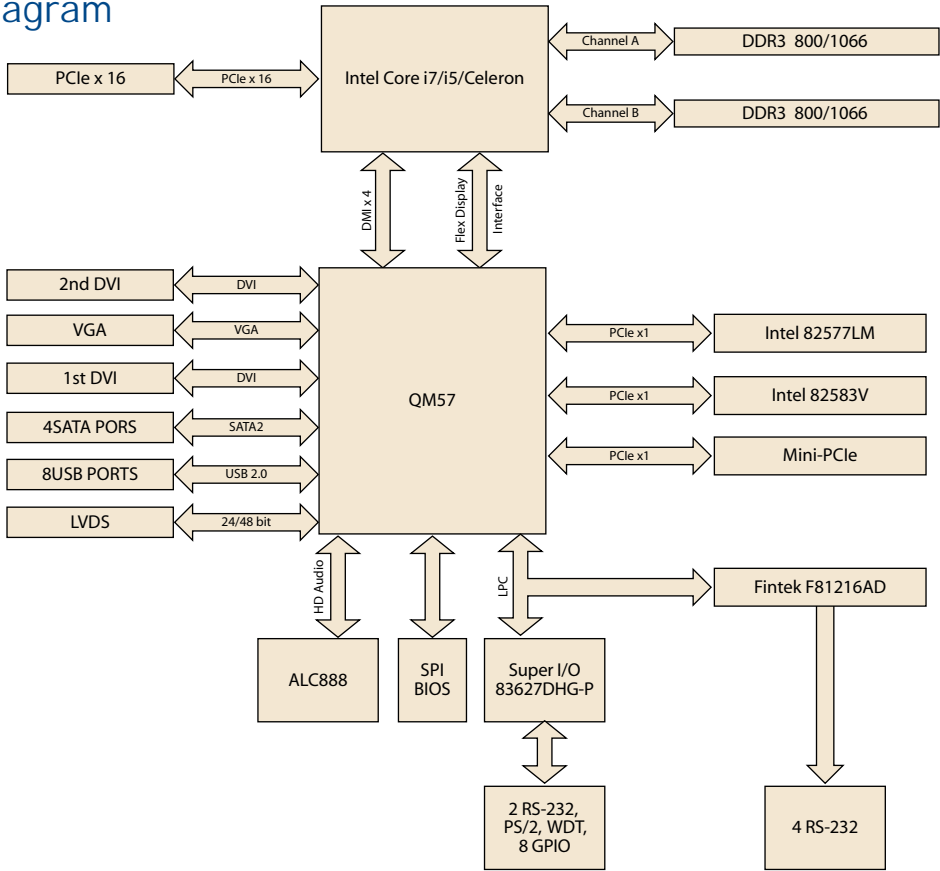 agram
Channel A
DDR3 800/1066
PCIe x 16
PCIe x 16
Intel Core i7/i5/Celeron
Channel B
DDR3 800/1066
DMI x 4
Flex Display
Interface
2nd DVI
DVI
VGA
VGA
1st DVI
DVI
4SATA PORS
SATA2
8USB PORTS
USB 2.0
LVDS
24/48 bit
QM57
PCIe x1
Intel 82577LM
PCIe x1
Intel 82583V
PCIe x1
Mini-PCIe
HD Audio
LPC
Fintek F81216AD
ALC888
SPI
BIOS
Super I/O
83627DHG-P
2 RS-232,
PS/2, WDT,
8 GPIO
4 RS-232